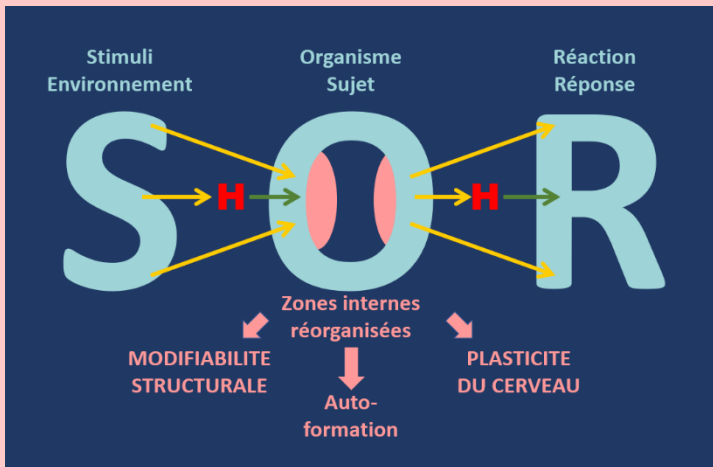 Stimuli
Environnement
Organisme
Sujet
Réaction
Réponse
S H O H R
Zones internes
réorganisées
MODIFIABILITE
STRUCTURALE
Auto-
formation
PLASTICITE
DU CERVEAU